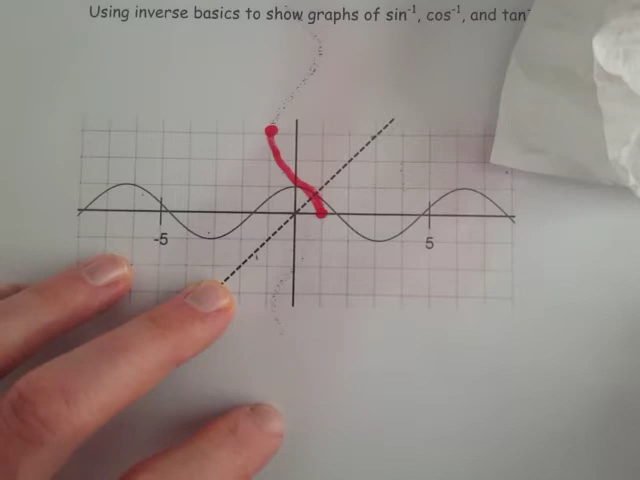 Using inverse basics to show graphs of sin⁻¹, cos⁻¹, and tan
-5
5